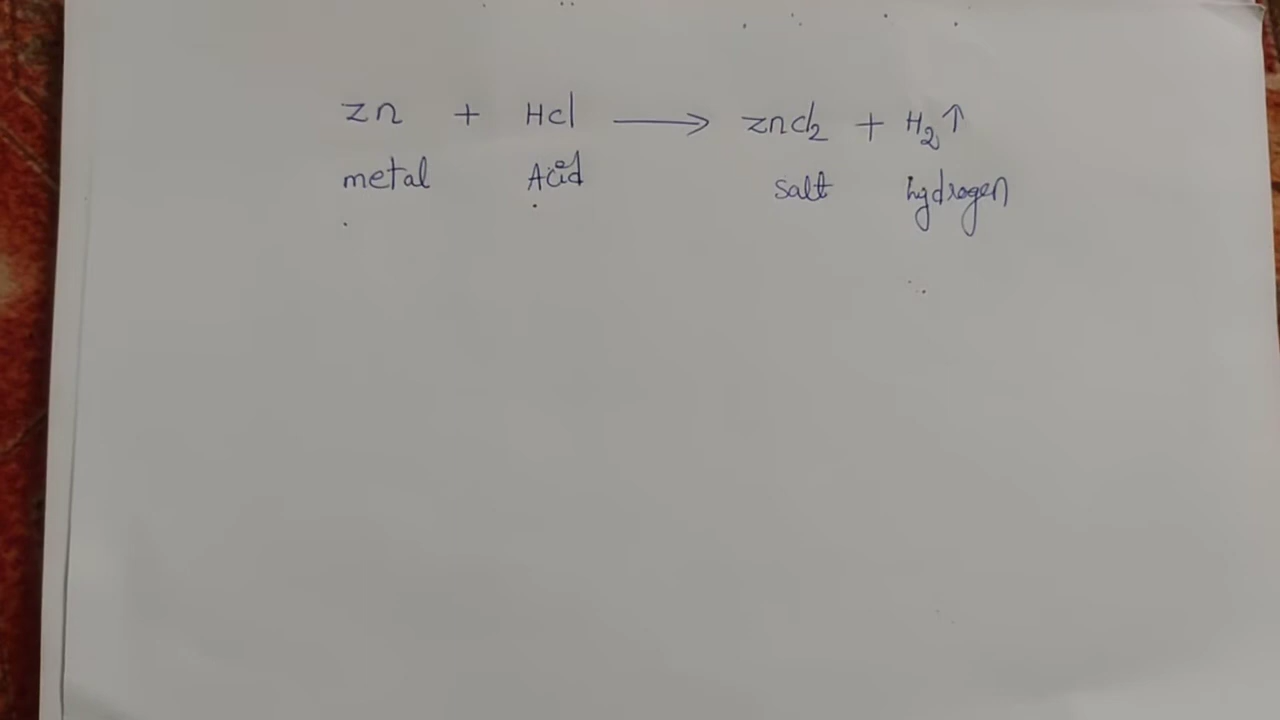 Zn + Hcl ⟶ Zncl₂ + H₂↑
metal Acid salt hydrogen